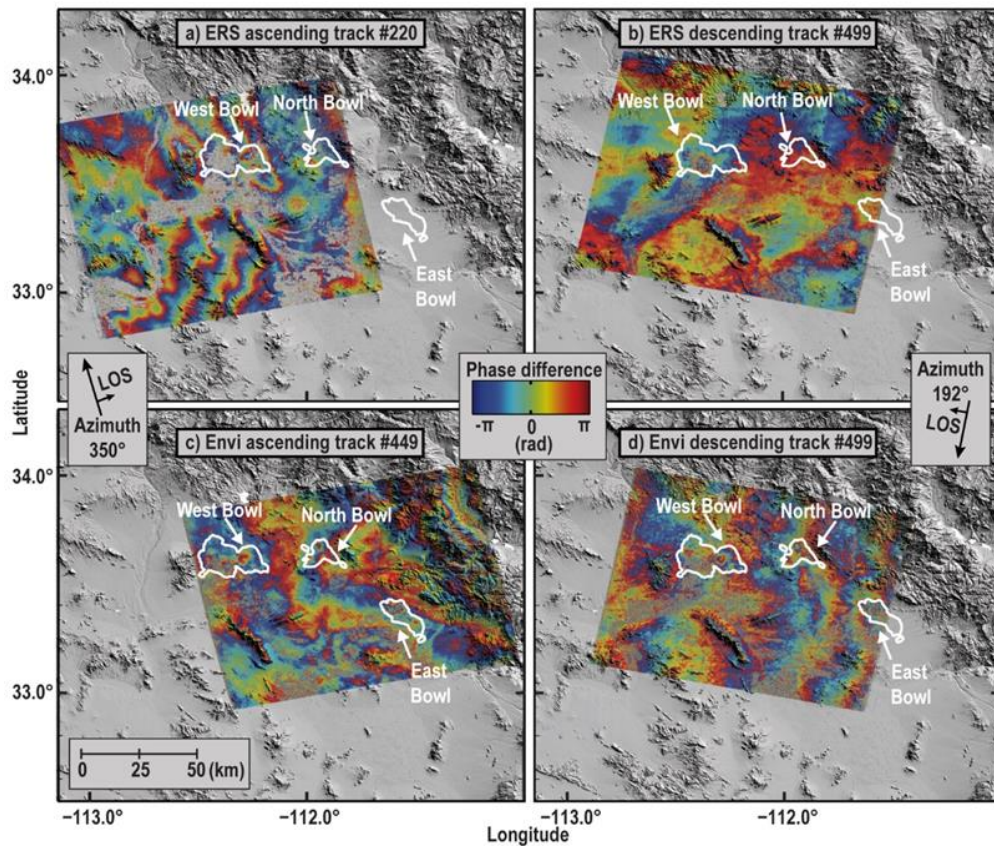 a) ERS ascending track #220
b) ERS descending track #499
34.0°
West Bowl
North Bowl
West Bowl
North Bowl
East
Bowl
East
Bowl
33.0°
Latitude
LOS
Azimuth
350°
Phase difference
-π 0 π
(rad)
Azimuth
192°
LOS
c) Envi ascending track #449
d) Envi descending track #499
34.0°
West Bowl
North Bowl
West Bowl
North Bowl
East
Bowl
East
Bowl
33.0°
0 25 50 (km)
−113.0°
−112.0°
−113.0°
−112.0°
Longitude